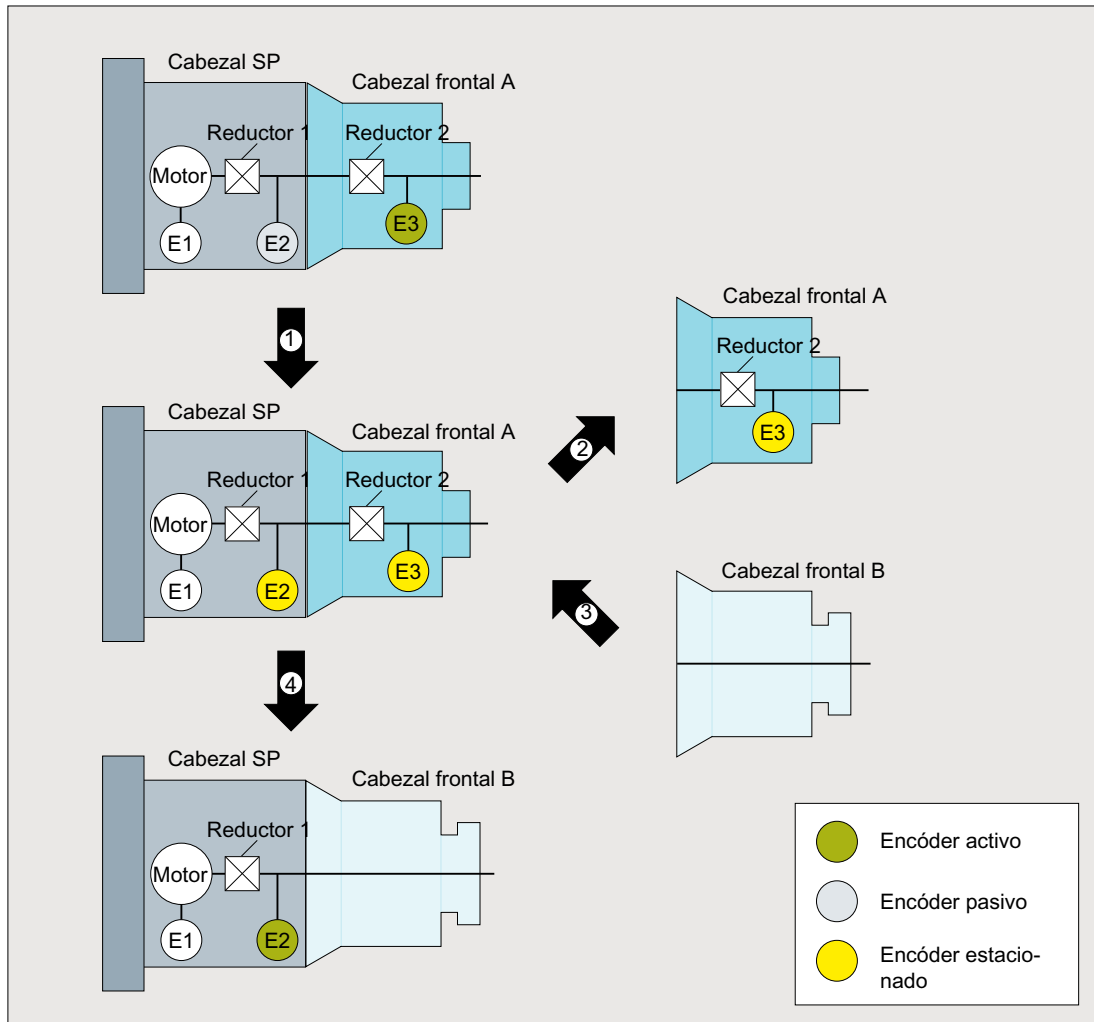 Cabezal SP
Cabezal frontal A
Reductor 1
Reductor 2
Motor
E1
E2
E3
1
Cabezal frontal A
Reductor 2
E3
Cabezal SP
Cabezal frontal A
Reductor 1
Reductor 2
Motor
E1
E2
E3
2
3
Cabezal frontal B
4
Cabezal SP
Cabezal frontal B
Reductor 1
Motor
E1
E2
Encóder activo
Encóder pasivo
Encóder estacio-
nado